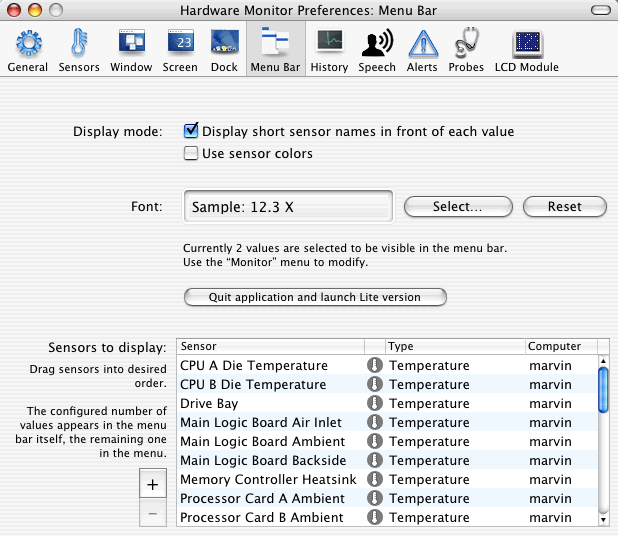 Hardware Monitor Preferences: Menu Bar
23
General Sensors Window Screen Dock Menu Bar History Speech Alerts Probes LCD Module
Display mode: Display short sensor names in front of each value
Use sensor colors
Font: Sample: 12.3 X Select... Reset
Currently 2 values are selected to be visible in the menu bar.
Use the “Monitor” menu to modify.
Quit application and launch Lite version
Sensors to display:
Drag sensors into desired
order.
The configured number of
values appears in the menu
bar itself, the remaining one
in the menu.
+
−
Sensor Type Computer
CPU A Die Temperature Temperature marvin
CPU B Die Temperature Temperature marvin
Drive Bay Temperature marvin
Main Logic Board Air Inlet Temperature marvin
Main Logic Board Ambient Temperature marvin
Main Logic Board Backside Temperature marvin
Memory Controller Heatsink Temperature marvin
Processor Card A Ambient Temperature marvin
Processor Card B Ambient Temperature marvin